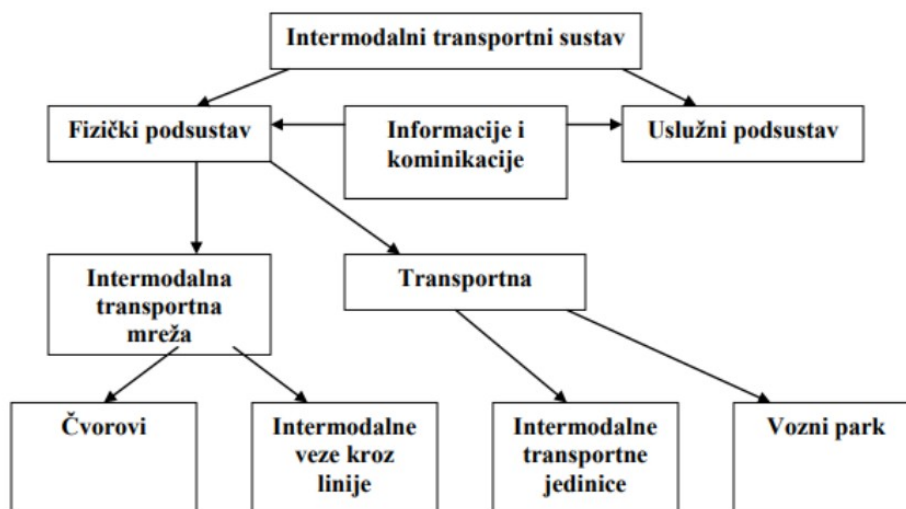 Intermodalni transportni sustav
Fizički podsustav
Informacije i
kominikacije
Uslužni podsustav
Intermodalna
transportna
mreža
Transportna
Čvorovi
Intermodalne
veze kroz
linije
Intermodalne
transportne
jedinice
Vozni park